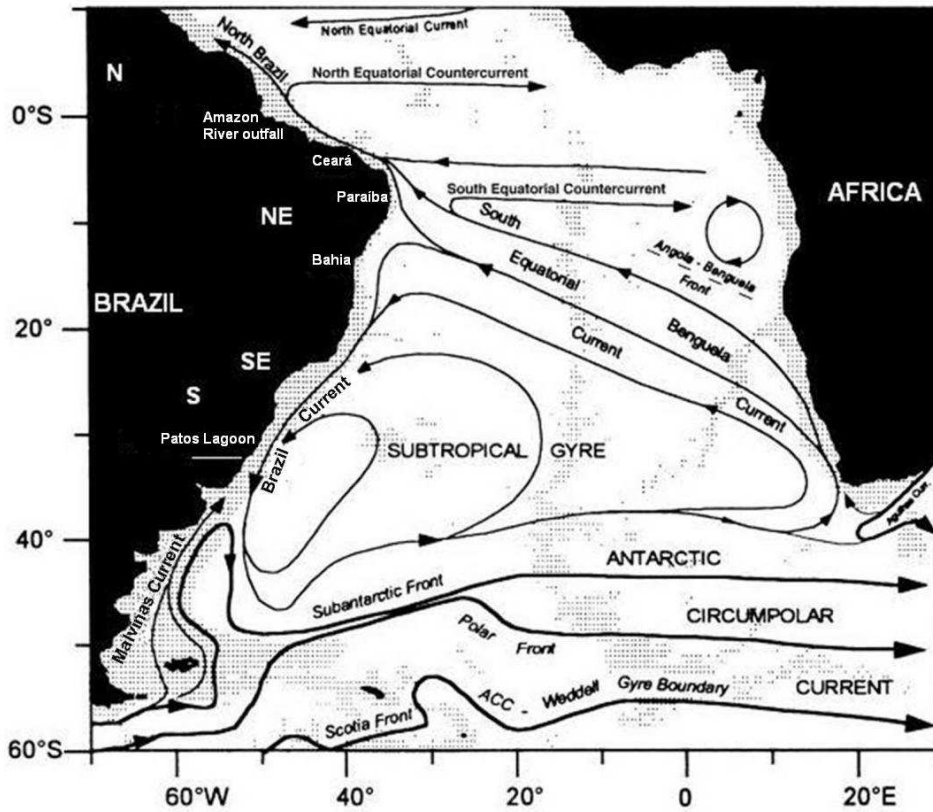 North Equatorial Current
North Brazil
North Equatorial Countercurrent
N
0°S
Amazon
River outfall
Ceará
South Equatorial Countercurrent
AFRICA
Paraiba
NE
South
Angola - Benguela
Front
Bahia
Equatorial
BRAZIL
20°
Current
Benguela
SE
Current
Current
S
Patos Lagoon
SUBTROPICAL GYRE
Brazil
Agulhas Curr.
40°
ANTARCTIC
Malvinas Current
Subantarctic Front
CIRCUMPOLAR
Polar
Front
ACC - Weddell Gyre Boundary
CURRENT
Scotia Front
60°S
60°W
40°
20°
0
20°E